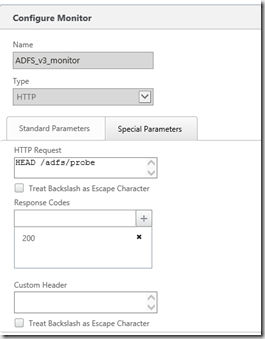 Configure Monitor
Name
ADFS_v3_monitor
Type
HTTP
Standard Parameters
Special Parameters
HTTP Request
HEAD /adfs/probe
Treat Backslash as Escape Character
Response Codes
+
200
Custom Header
Treat Backslash as Escape Character